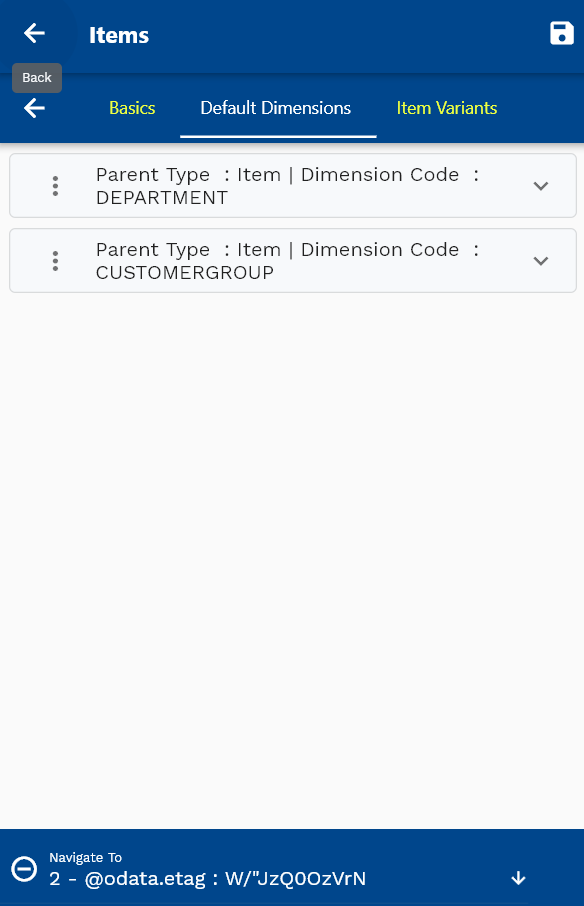 Items
Back
Basics
Default Dimensions
Item Variants
Parent Type : Item | Dimension Code :
DEPARTMENT
Parent Type : Item | Dimension Code :
CUSTOMERGROUP
Navigate To
2 - @odata.etag : W/"JzQ0OzVrN